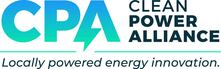 CPA CLEAN
POWER
ALLIANCE
Locally powered energy innovation.